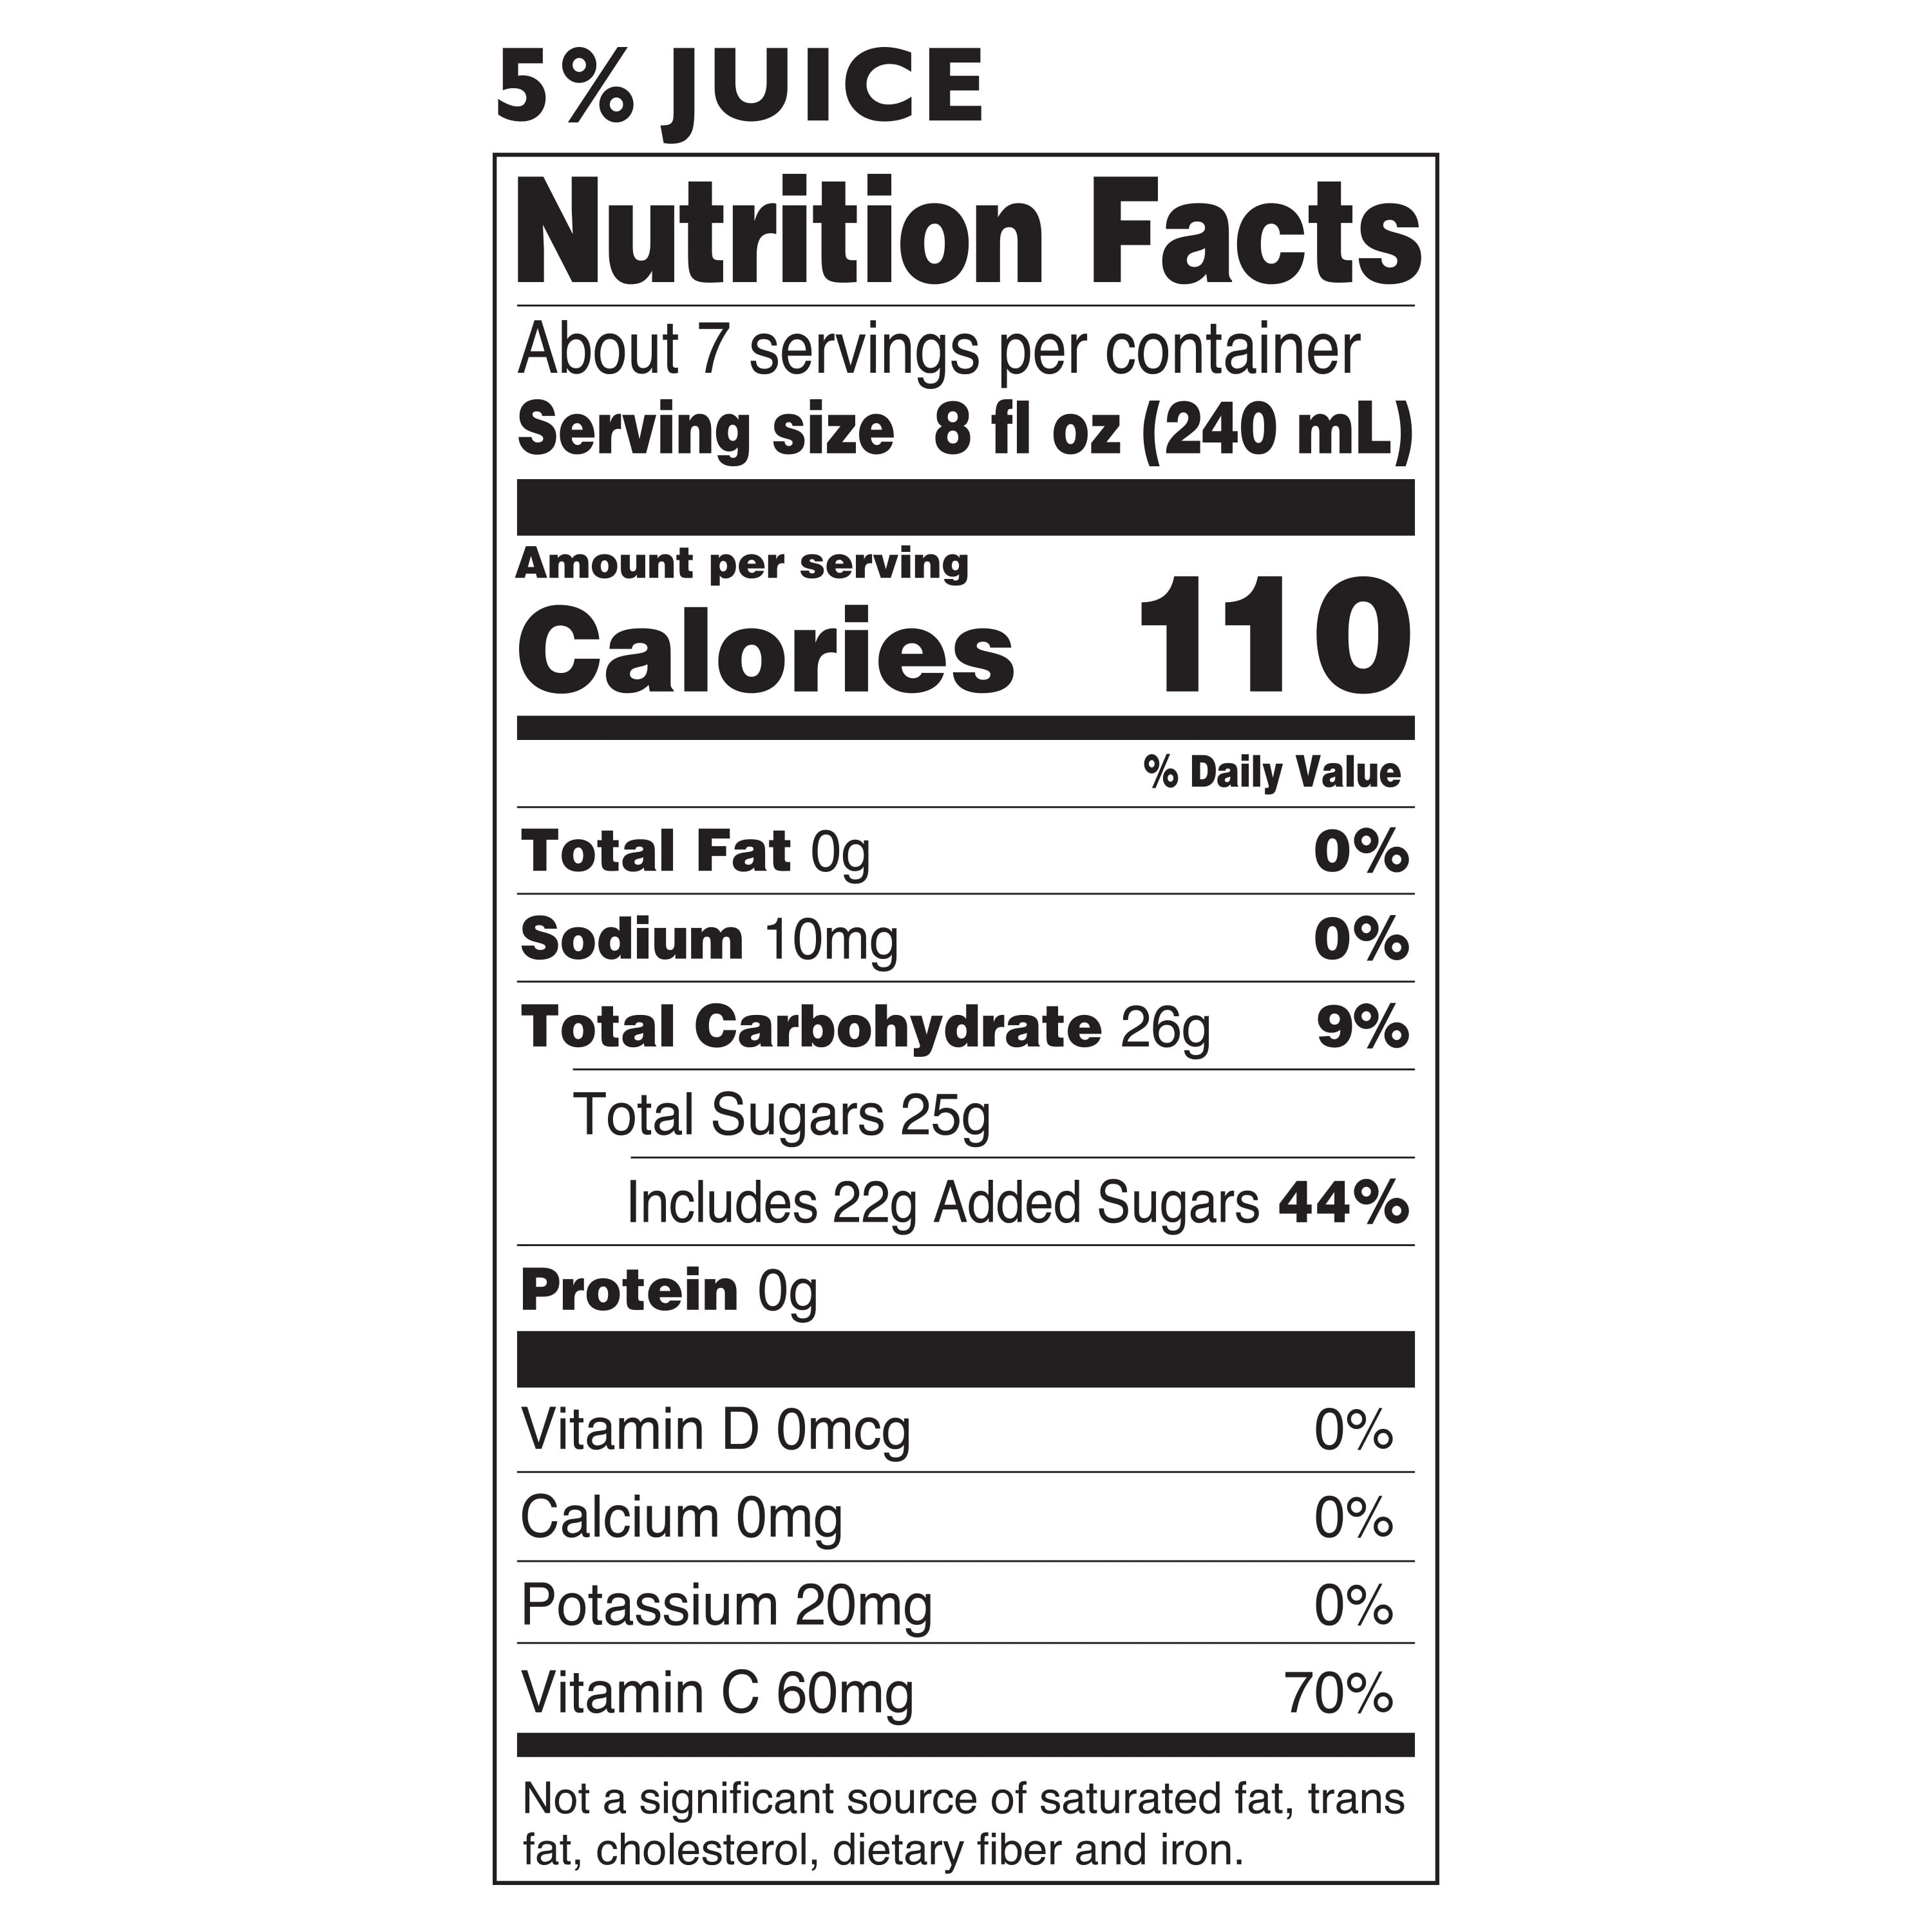 5% JUICE
Nutrition Facts
About 7 servings per container
Serving size 8 fl oz (240 mL)
Amount per serving
Calories 110
% Daily Value
Total Fat 0g 0%
Sodium 10mg 0%
Total Carbohydrate 26g 9%
Total Sugars 25g
Includes 22g Added Sugars 44%
Protein 0g
Vitamin D 0mcg 0%
Calcium 0mg 0%
Potassium 20mg 0%
Vitamin C 60mg 70%
Not a significant source of saturated fat, trans
fat, cholesterol, dietary fiber and iron.